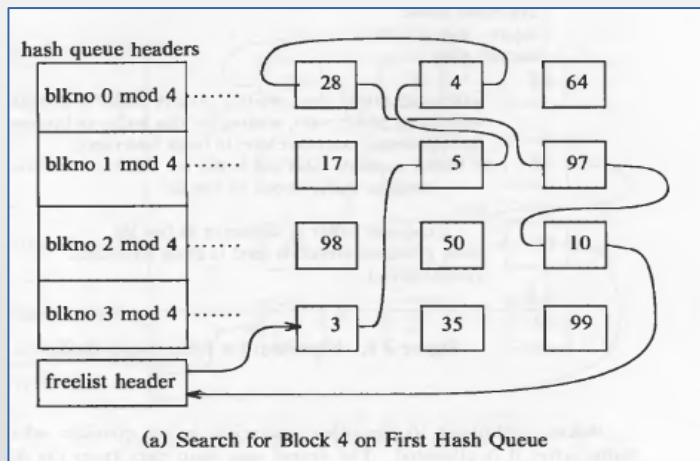 hash queue headers
blkno 0 mod 4
28
4
64
blkno 1 mod 4
17
5
97
blkno 2 mod 4
98
50
10
blkno 3 mod 4
3
35
99
freelist header
(a) Search for Block 4 on First Hash Queue